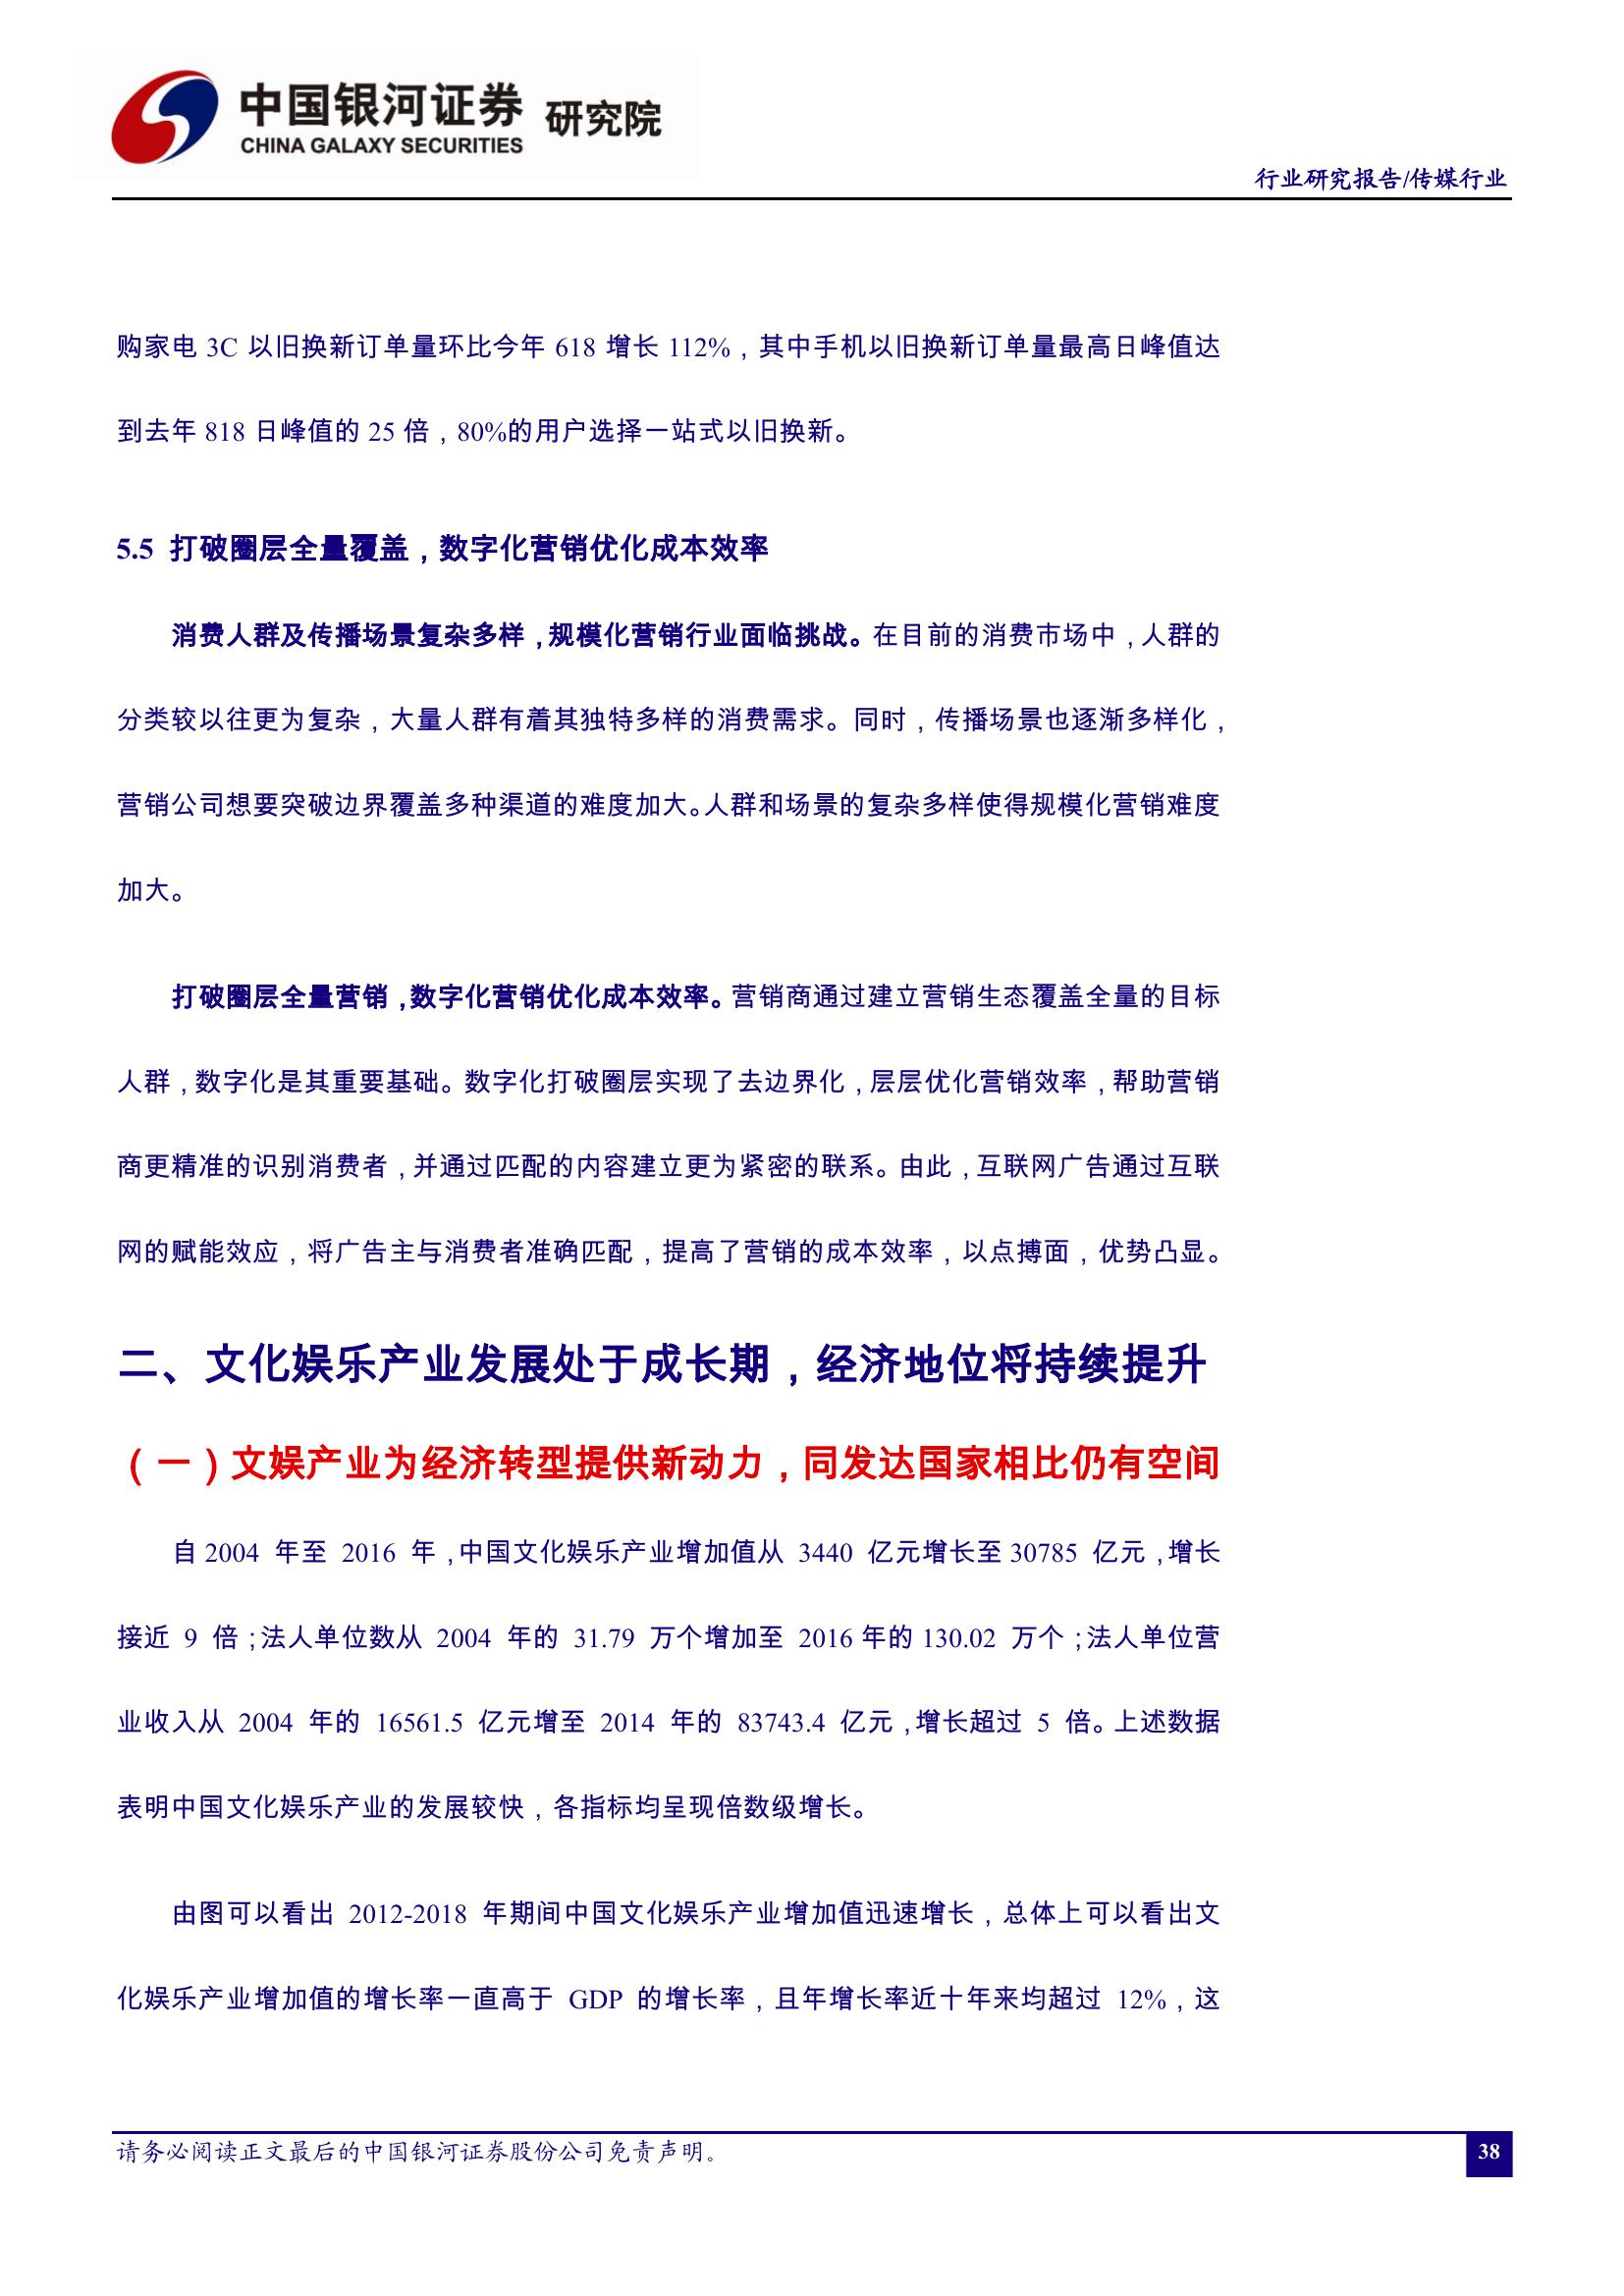 中国银河证券 研究院
CHINA GALAXY SECURITIES
行业研究报告/传媒行业
购家电 3C 以旧换新订单量环比今年 618 增长 112%，其中手机以旧换新订单量最高日峰值达
到去年 818 日峰值的 25 倍，80%的用户选择一站式以旧换新。
5.5 打破圈层全量覆盖，数字化营销优化成本效率
消费人群及传播场景复杂多样，规模化营销行业面临挑战。在目前的消费市场中，人群的
分类较以往更为复杂，大量人群有着其独特多样的消费需求。同时，传播场景也逐渐多样化，
营销公司想要突破边界覆盖多种渠道的难度加大。人群和场景的复杂多样使得规模化营销难度
加大。
打破圈层全量营销，数字化营销优化成本效率。营销商通过建立营销生态覆盖全量的目标
人群，数字化是其重要基础。数字化打破圈层实现了去边界化，层层优化营销效率，帮助营销
商更精准的识别消费者，并通过匹配的内容建立更为紧密的联系。由此，互联网广告通过互联
网的赋能效应，将广告主与消费者准确匹配，提高了营销的成本效率，以点搏面，优势凸显。
二、文化娱乐产业发展处于成长期，经济地位将持续提升
（一）文娱产业为经济转型提供新动力，同发达国家相比仍有空间
自 2004 年至 2016 年，中国文化娱乐产业增加值从 3440 亿元增长至 30785 亿元，增长
接近 9 倍；法人单位数从 2004 年的 31.79 万个增加至 2016 年的 130.02 万个；法人单位营
业收入从 2004 年的 16561.5 亿元增至 2014 年的 83743.4 亿元，增长超过 5 倍。上述数据
表明中国文化娱乐产业的发展较快，各指标均呈现倍数级增长。
由图可以看出 2012-2018 年期间中国文化娱乐产业增加值迅速增长，总体上可以看出文
化娱乐产业增加值的增长率一直高于 GDP 的增长率，且年增长率近十年来均超过 12%，这
请务必阅读正文最后的中国银河证券股份公司免责声明。
38